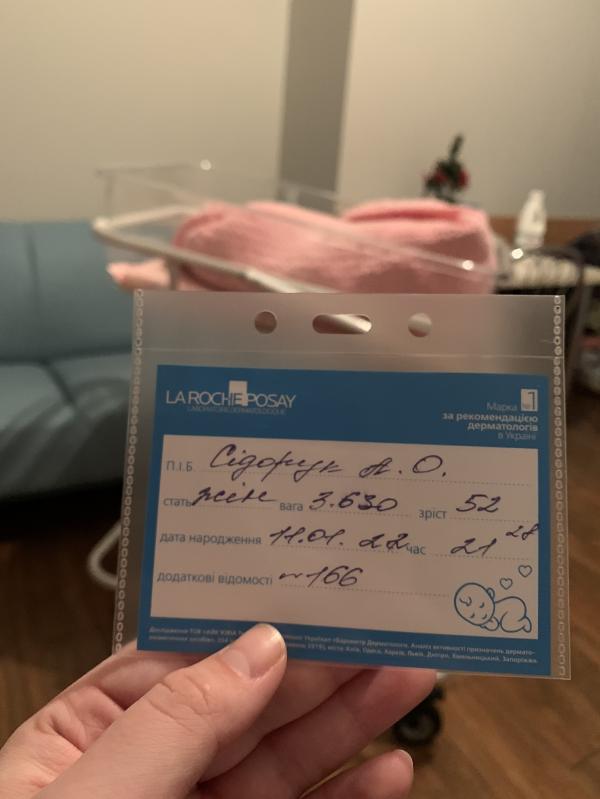 LA ROCHE POSAY
LABORATOIRE DERMATOLOGIQUE
Марка №1
за рекомендацією
дерматологів
в Україні
П.І.Б. Сідорук А.О.
стать жін вага 3.630 зріст 52
дата народження 11.01.22 час 21 28
додаткові відомості ~166